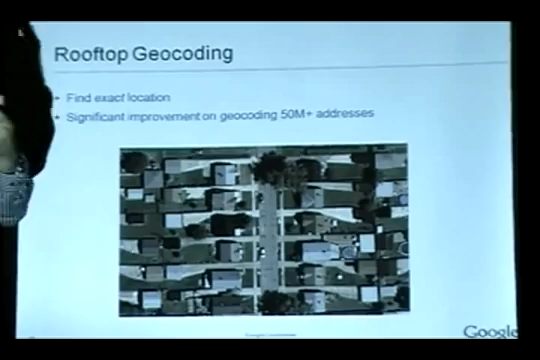 Rooftop Geocoding
Find exact location
Significant improvement on geocoding 50M+ addresses
Google